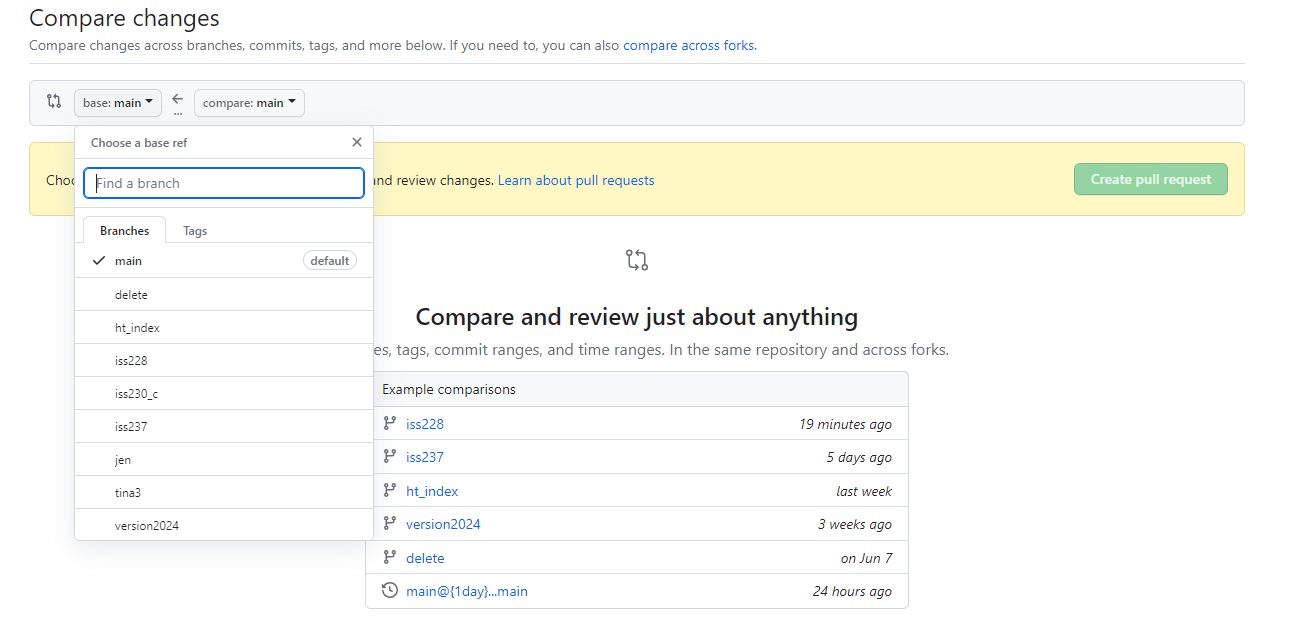 Compare changes
Compare changes across branches, commits, tags, and more below. If you need to, you can also compare across forks.
base: main
...
compare: main
Choose a base ref
Find a branch
Branches Tags
main default
delete
ht_index
iss228
iss230_c
iss237
jen
tina3
version2024
and review changes. Learn about pull requests
Create pull request
Compare and review just about anything
tags, commit ranges, and time ranges. In the same repository and across forks.
Example comparisons
iss228 19 minutes ago
iss237 5 days ago
ht_index last week
version2024 3 weeks ago
delete on Jun 7
main@{1day}...main 24 hours ago